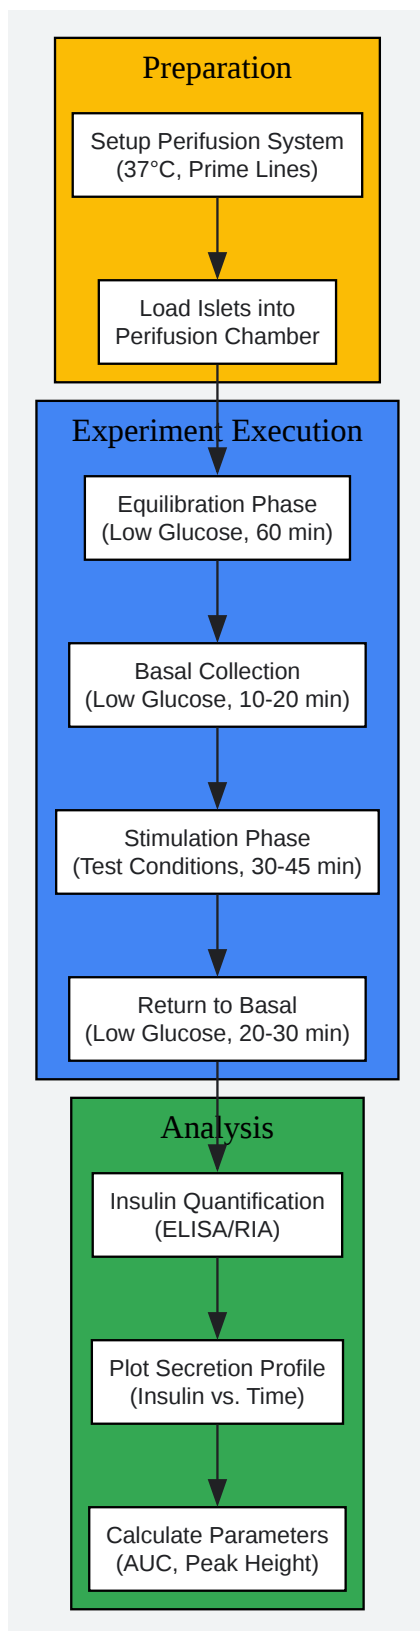 Preparation
Setup Perifusion System
(37°C, Prime Lines)
Load Islets into
Perifusion Chamber
Experiment Execution
Equilibration Phase
(Low Glucose, 60 min)
Basal Collection
(Low Glucose, 10-20 min)
Stimulation Phase
(Test Conditions, 30-45 min)
Return to Basal
(Low Glucose, 20-30 min)
Analysis
Insulin Quantification
(ELISA/RIA)
Plot Secretion Profile
(Insulin vs. Time)
Calculate Parameters
(AUC, Peak Height)